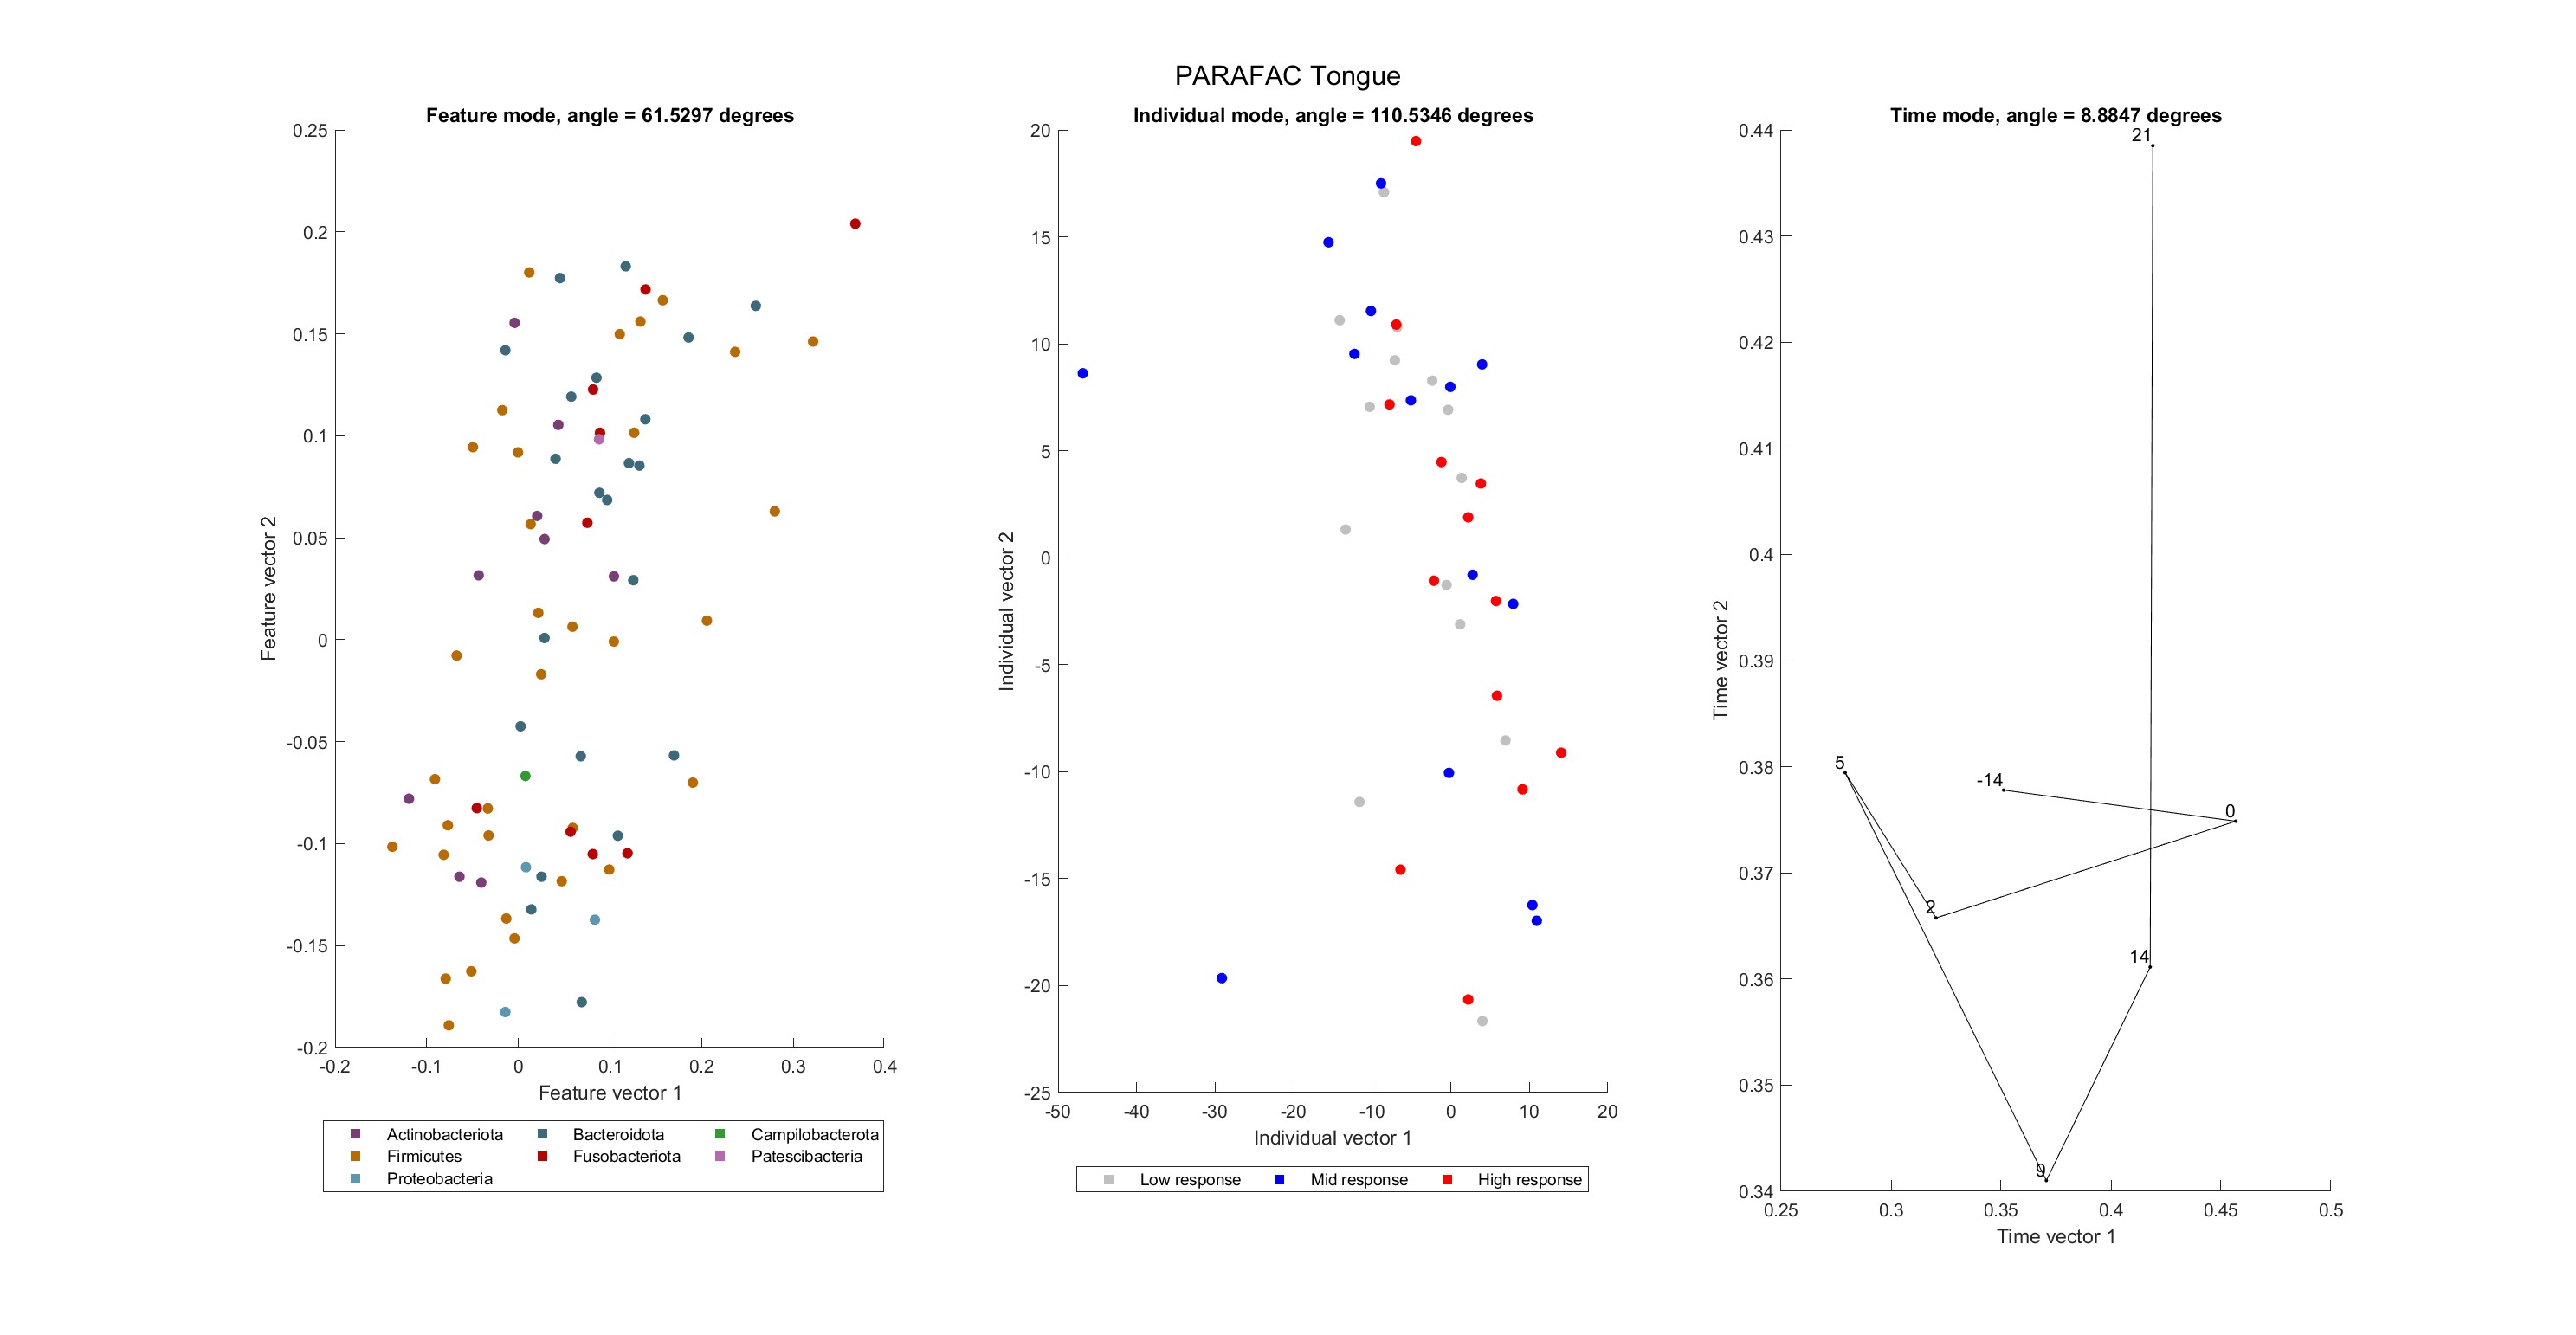 PARAFAC Tongue
Feature mode, angle = 61.5297 degrees
0.25
0.2
0.15
0.1
0.05
0
-0.05
-0.1
-0.15
-0.2
-0.2
-0.1
0
0.1
0.2
0.3
0.4
Feature vector 2
Feature vector 1
Actinobacteriota
Bacteroidota
Campilobacterota
Firmicutes
Fusobacteriota
Patescibacteria
Proteobacteria
Individual mode, angle = 110.5346 degrees
20
15
10
5
0
-5
-10
-15
-20
-25
-50
-40
-30
-20
-10
0
10
20
Individual vector 2
Individual vector 1
Low response
Mid response
High response
Time mode, angle = 8.8847 degrees
0.44
0.43
0.42
0.41
0.4
0.39
0.38
0.37
0.36
0.35
0.34
0.25
0.3
0.35
0.4
0.45
0.5
Time vector 2
Time vector 1
21
5
-14
0
2
14
9